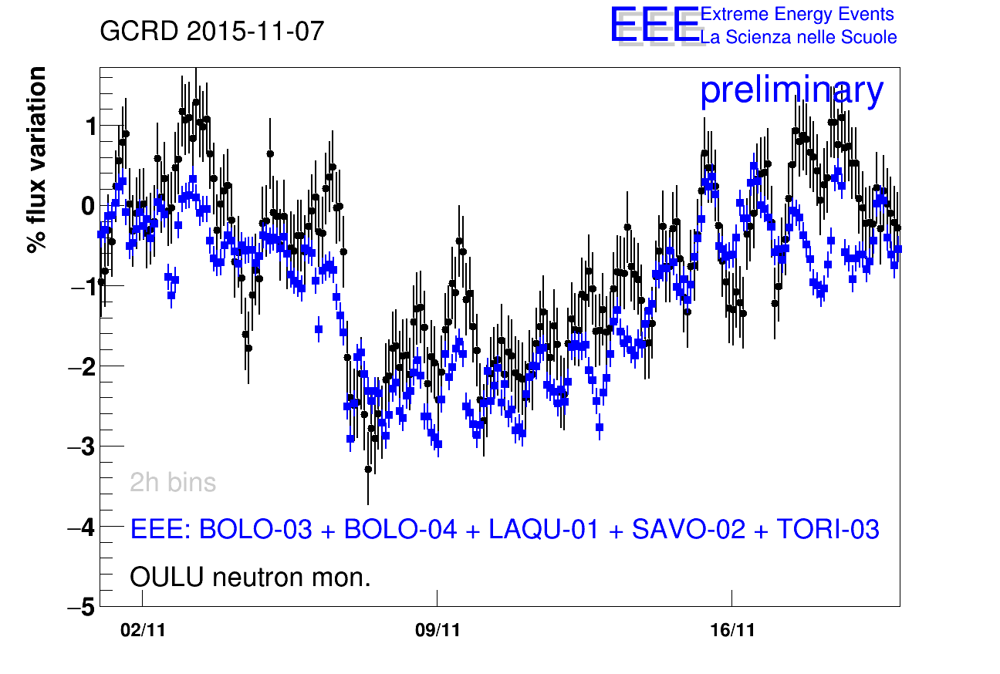 GCRD 2015-11-07
EEE Extreme Energy Events
La Scienza nelle Scuole
preliminary
% flux variation
1
0
−1
−2
−3
−4
−5
2h bins
EEE: BOLO-03 + BOLO-04 + LAQU-01 + SAVO-02 + TORI-03
OULU neutron mon.
02/11 09/11 16/11